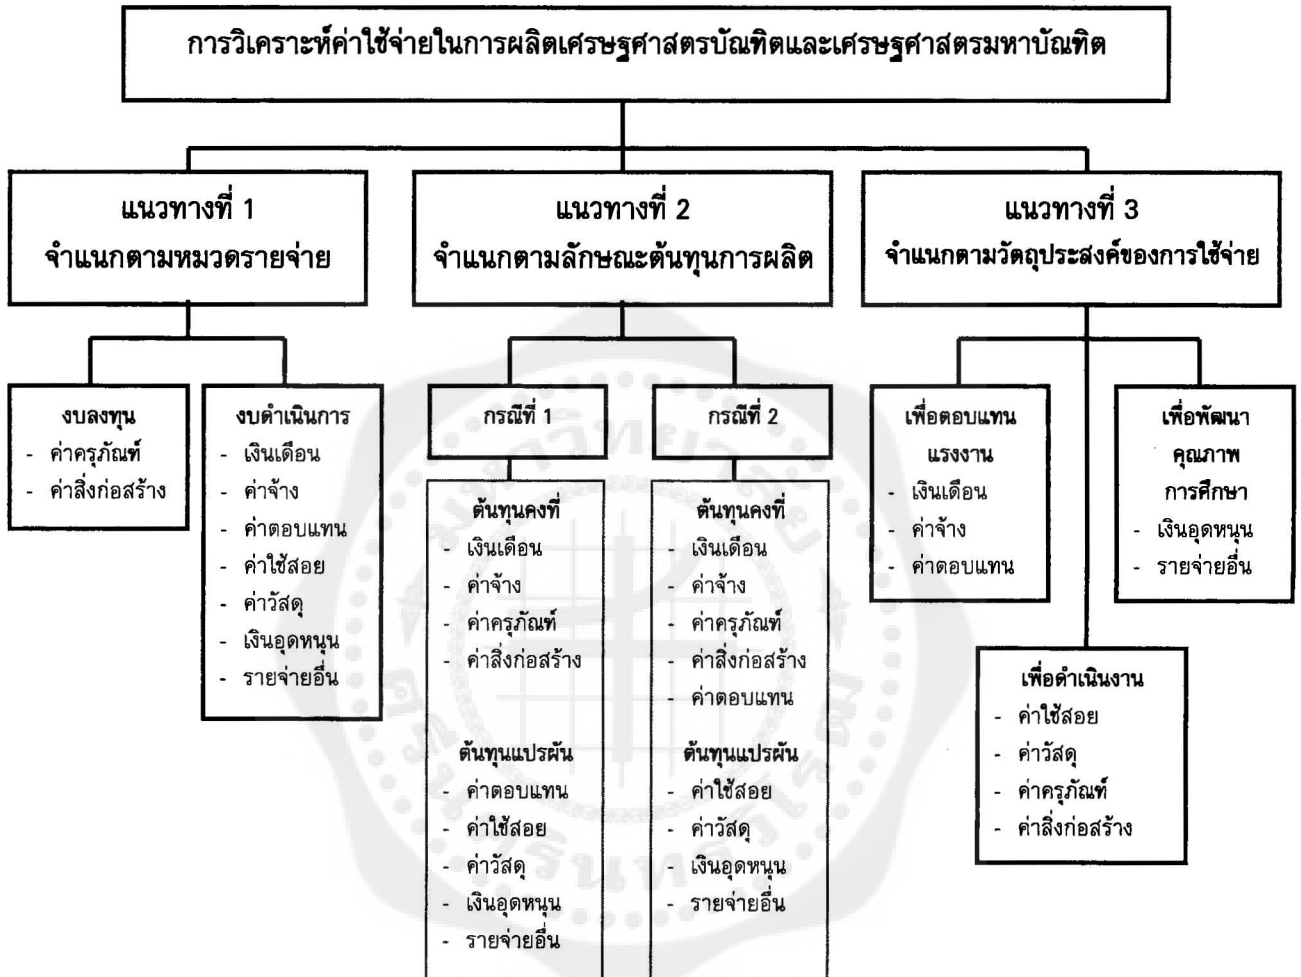 การวิเคราะห์ค่าใช้จ่ายในการผลิตเศรษฐศาสตรบัณฑิตและเศรษฐศาสตรมหาบัณฑิต
แนวทางที่ 1
จำแนกตามหมวดรายจ่าย
แนวทางที่ 2
จำแนกตามลักษณะต้นทุนการผลิต
แนวทางที่ 3
จำแนกตามวัตถุประสงค์ของการใช้จ่าย
งบลงทุน
- ค่าครุภัณฑ์
- ค่าสิ่งก่อสร้าง
งบดำเนินการ
- เงินเดือน
- ค่าจ้าง
- ค่าตอบแทน
- ค่าใช้สอย
- ค่าวัสดุ
- เงินอุดหนุน
- รายจ่ายอื่น
กรณีที่ 1
ต้นทุนคงที่
- เงินเดือน
- ค่าจ้าง
- ค่าครุภัณฑ์
- ค่าสิ่งก่อสร้าง
ต้นทุนแปรผัน
- ค่าตอบแทน
- ค่าใช้สอย
- ค่าวัสดุ
- เงินอุดหนุน
- รายจ่ายอื่น
กรณีที่ 2
ต้นทุนคงที่
- เงินเดือน
- ค่าจ้าง
- ค่าครุภัณฑ์
- ค่าสิ่งก่อสร้าง
- ค่าตอบแทน
ต้นทุนแปรผัน
- ค่าใช้สอย
- ค่าวัสดุ
- เงินอุดหนุน
- รายจ่ายอื่น
เพื่อตอบแทน
แรงงาน
- เงินเดือน
- ค่าจ้าง
- ค่าตอบแทน
เพื่อพัฒนา
คุณภาพ
การศึกษา
- เงินอุดหนุน
- รายจ่ายอื่น
เพื่อดำเนินงาน
- ค่าใช้สอย
- ค่าวัสดุ
- ค่าครุภัณฑ์
- ค่าสิ่งก่อสร้าง
มหาวิทยาลัย
ศรีนครินทรวิโรฒ